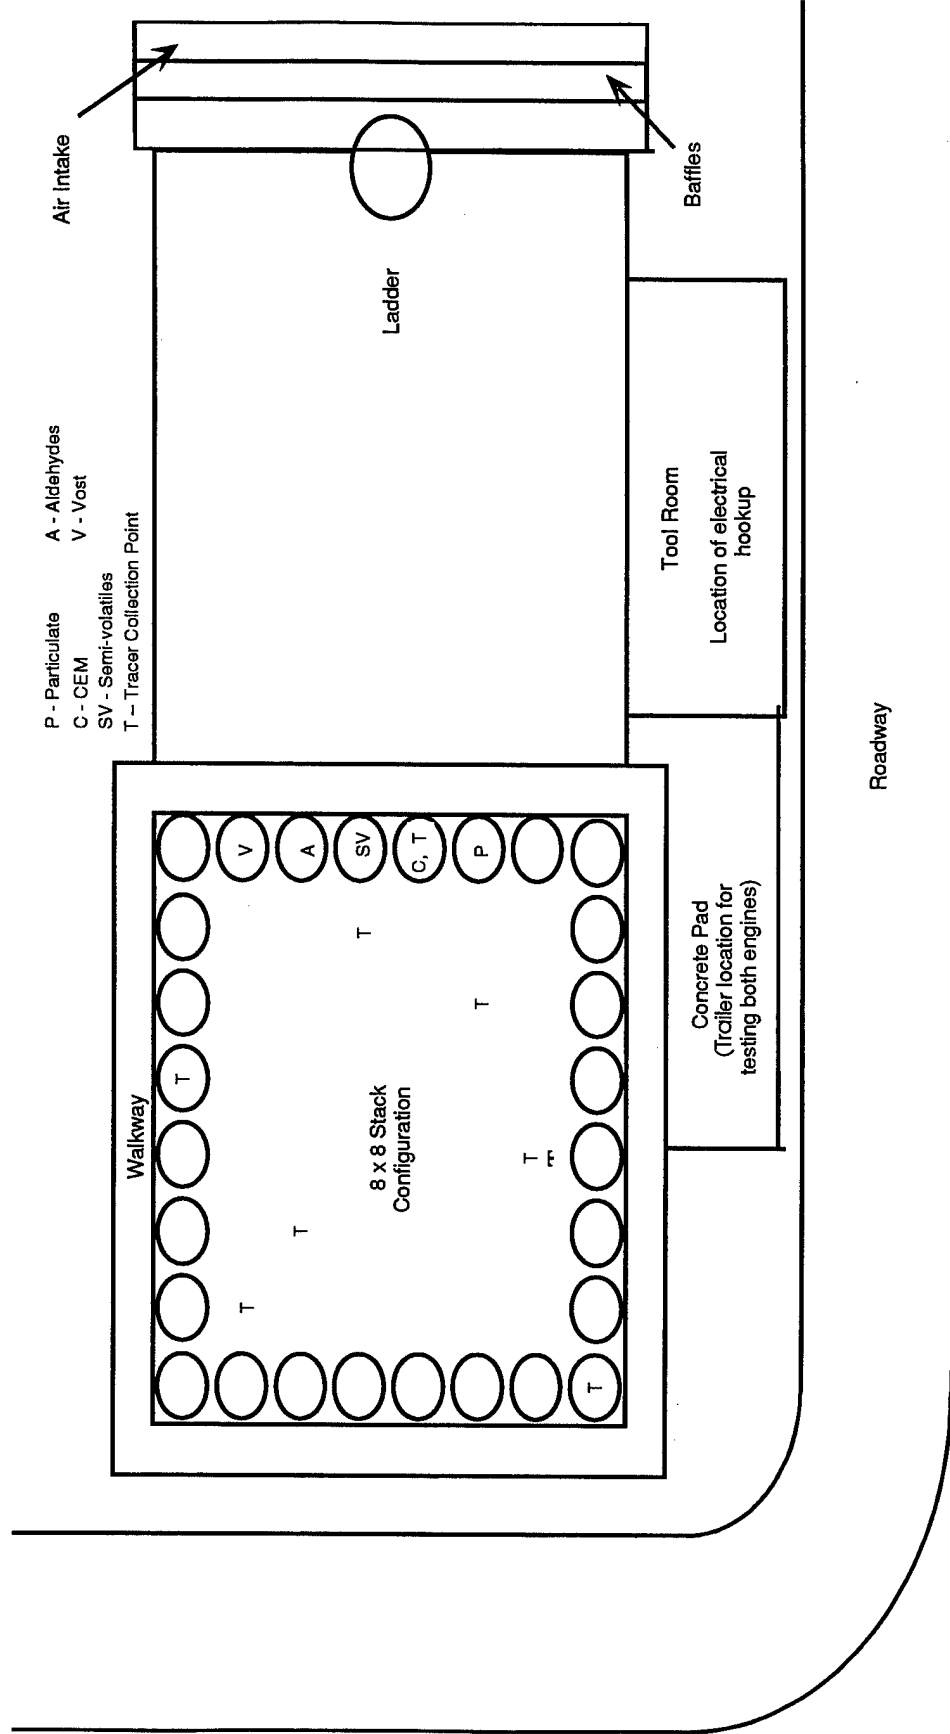 P - Particulate A - Aldehydes
C - CEM V - Vost
SV - Semi-volatiles
T – Tracer Collection Point
Air Intake
Walkway
T
V
T
T
A
8 x 8 Stack
Configuration
T
SV
Ladder
C, T
T
P
T
T
Baffles
Concrete Pad
(Trailer location for
testing both engines)
Tool Room
Location of electrical
hookup
Roadway